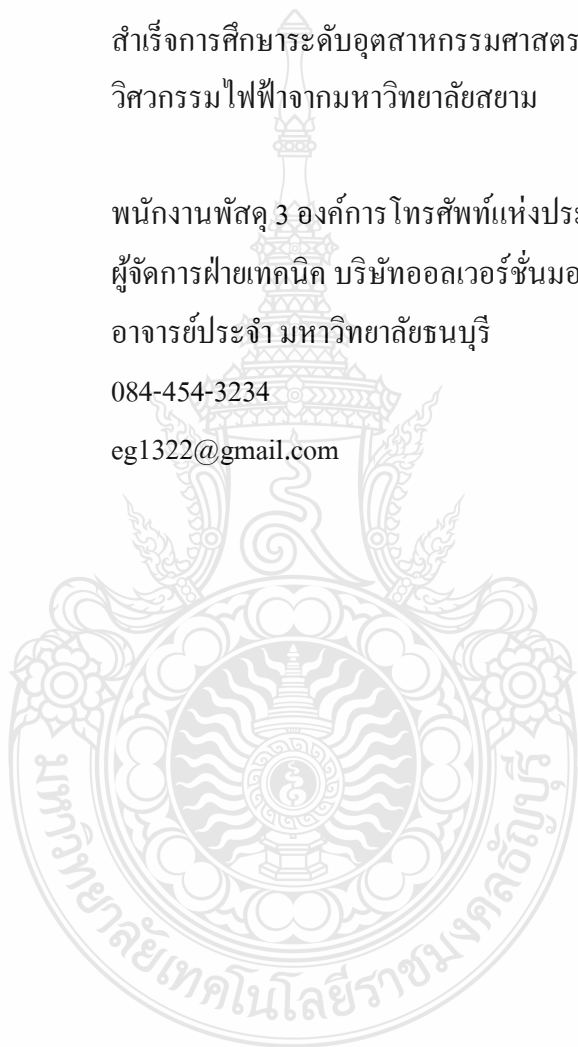 สำเร็จการศึกษาระดับอุตสาหกรรมศาสตร
วิศวกรรมไฟฟ้าจากมหาวิทยาลัยสยาม
พนักงานพัสดุ 3 องค์การโทรศัพท์แห่งประ
ผู้จัดการฝ่ายเทคนิค บริษัทออลเวอร์ชั่นมอ
อาจารย์ประจำ มหาวิทยาลัยธนบุรี
084-454-3234
eg1322@gmail.com
มหาวิทยาลัยเทคโนโลยีราชมงคลธัญบุรี